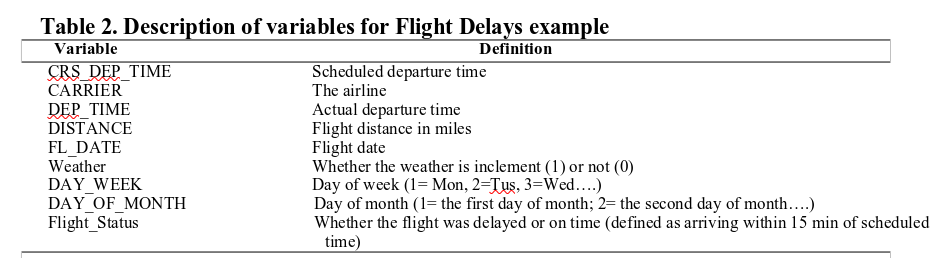 Table 2. Description of variables for Flight Delays example
Variable Definition
CRS_DEP_TIME Scheduled departure time
CARRIER The airline
DEP_TIME Actual departure time
DISTANCE Flight distance in miles
FL_DATE Flight date
Weather Whether the weather is inclement (1) or not (0)
DAY_WEEK Day of week (1= Mon, 2=Tus, 3=Wed….)
DAY_OF_MONTH Day of month (1= the first day of month; 2= the second day of month….)
Flight_Status Whether the flight was delayed or on time (defined as arriving within 15 min of scheduled
time)